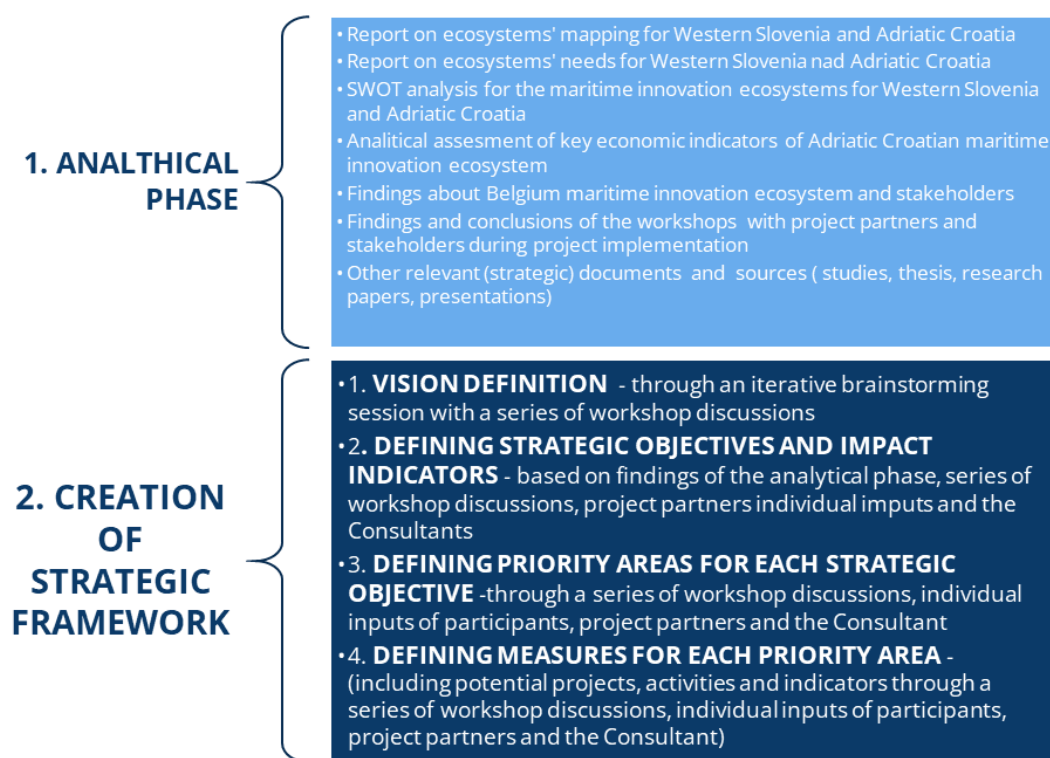 1. ANALTHICAL
PHASE
• Report on ecosystems' mapping for Western Slovenia and Adriatic Croatia
• Report on ecosystems' needs for Western Slovenia nad Adriatic Croatia
• SWOT analysis for the maritime innovation ecosystems for Western Slovenia
and Adriatic Croatia
• Analitical assesment of key economic indicators of Adriatic Croatian maritime
innovation ecosystem
• Findings about Belgium maritime innovation ecosystem and stakeholders
• Findings and conclusions of the workshops with project partners and
stakeholders during project implementation
• Other relevant (strategic) documents and sources ( studies, thesis, research
papers, presentations)
2. CREATION
OF
STRATEGIC
FRAMEWORK
• 1. VISION DEFINITION - through an iterative brainstorming
session with a series of workshop discussions
• 2. DEFINING STRATEGIC OBJECTIVES AND IMPACT
INDICATORS - based on findings of the analytical phase, series of
workshop discussions, project partners individual imputs and the
Consultants
• 3. DEFINING PRIORITY AREAS FOR EACH STRATEGIC
OBJECTIVE -through a series of workshop discussions, individual
inputs of participants, project partners and the Consultant
• 4. DEFINING MEASURES FOR EACH PRIORITY AREA -
(including potential projects, activities and indicators through a
series of workshop discussions, individual inputs of participants,
project partners and the Consultant)